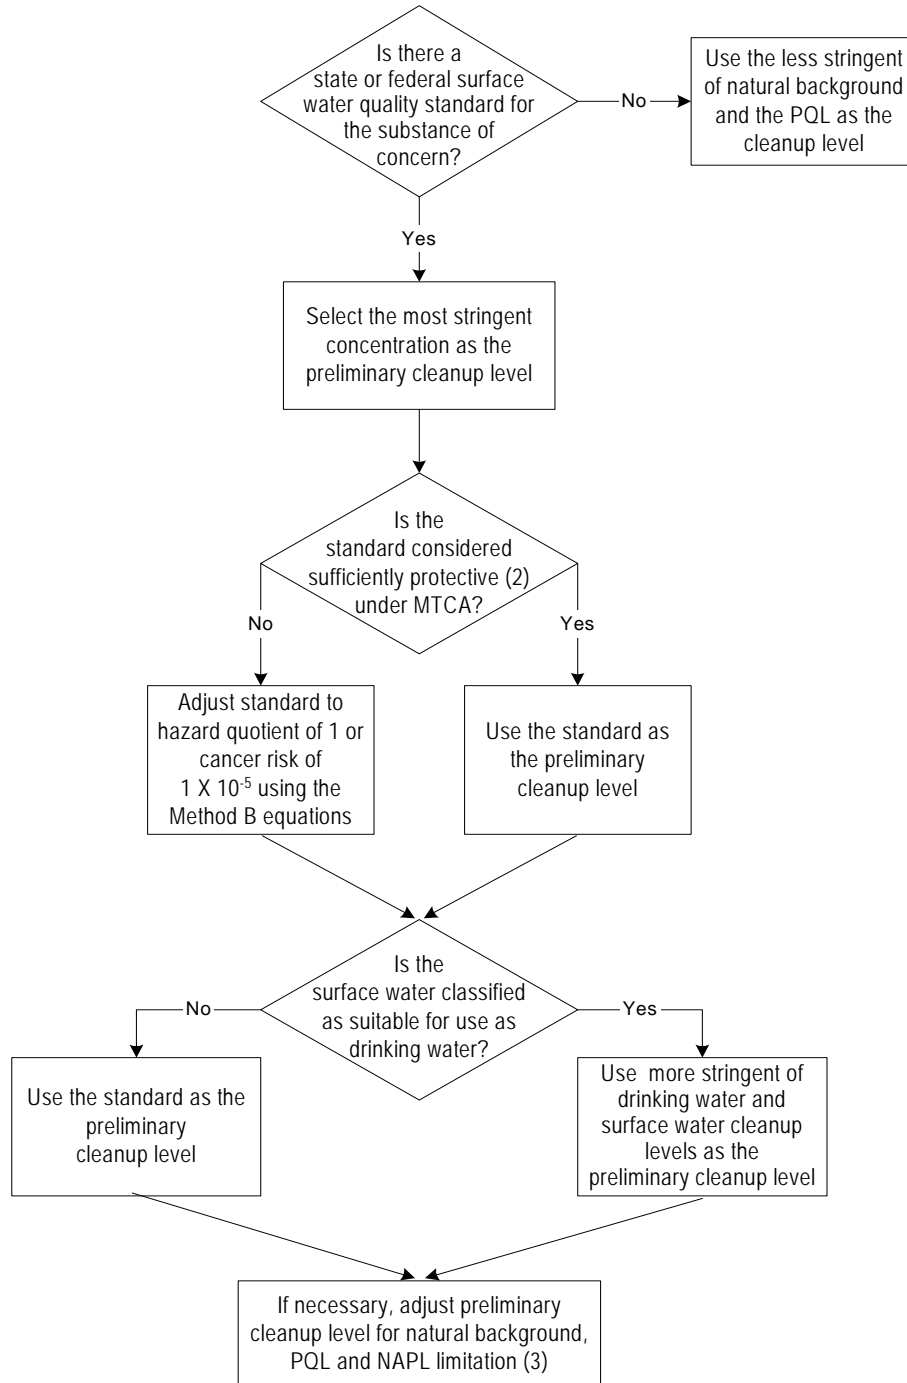 Is there a
state or federal surface
water quality standard for
the substance of
concern?
No
Use the less stringent
of natural background
and the PQL as the
cleanup level
Yes
Select the most stringent
concentration as the
preliminary cleanup level
Is the
standard considered
sufficiently protective (2)
under MTCA?
No
Yes
Adjust standard to
hazard quotient of 1 or
cancer risk of
1 X 10⁻⁵ using the
Method B equations
Use the standard as
the preliminary
cleanup level
Is the
surface water classified
as suitable for use as
drinking water?
No
Yes
Use the standard as the
preliminary
cleanup level
Use more stringent of
drinking water and
surface water cleanup
levels as the
preliminary cleanup level
If necessary, adjust preliminary
cleanup level for natural background,
PQL and NAPL limitation (3)